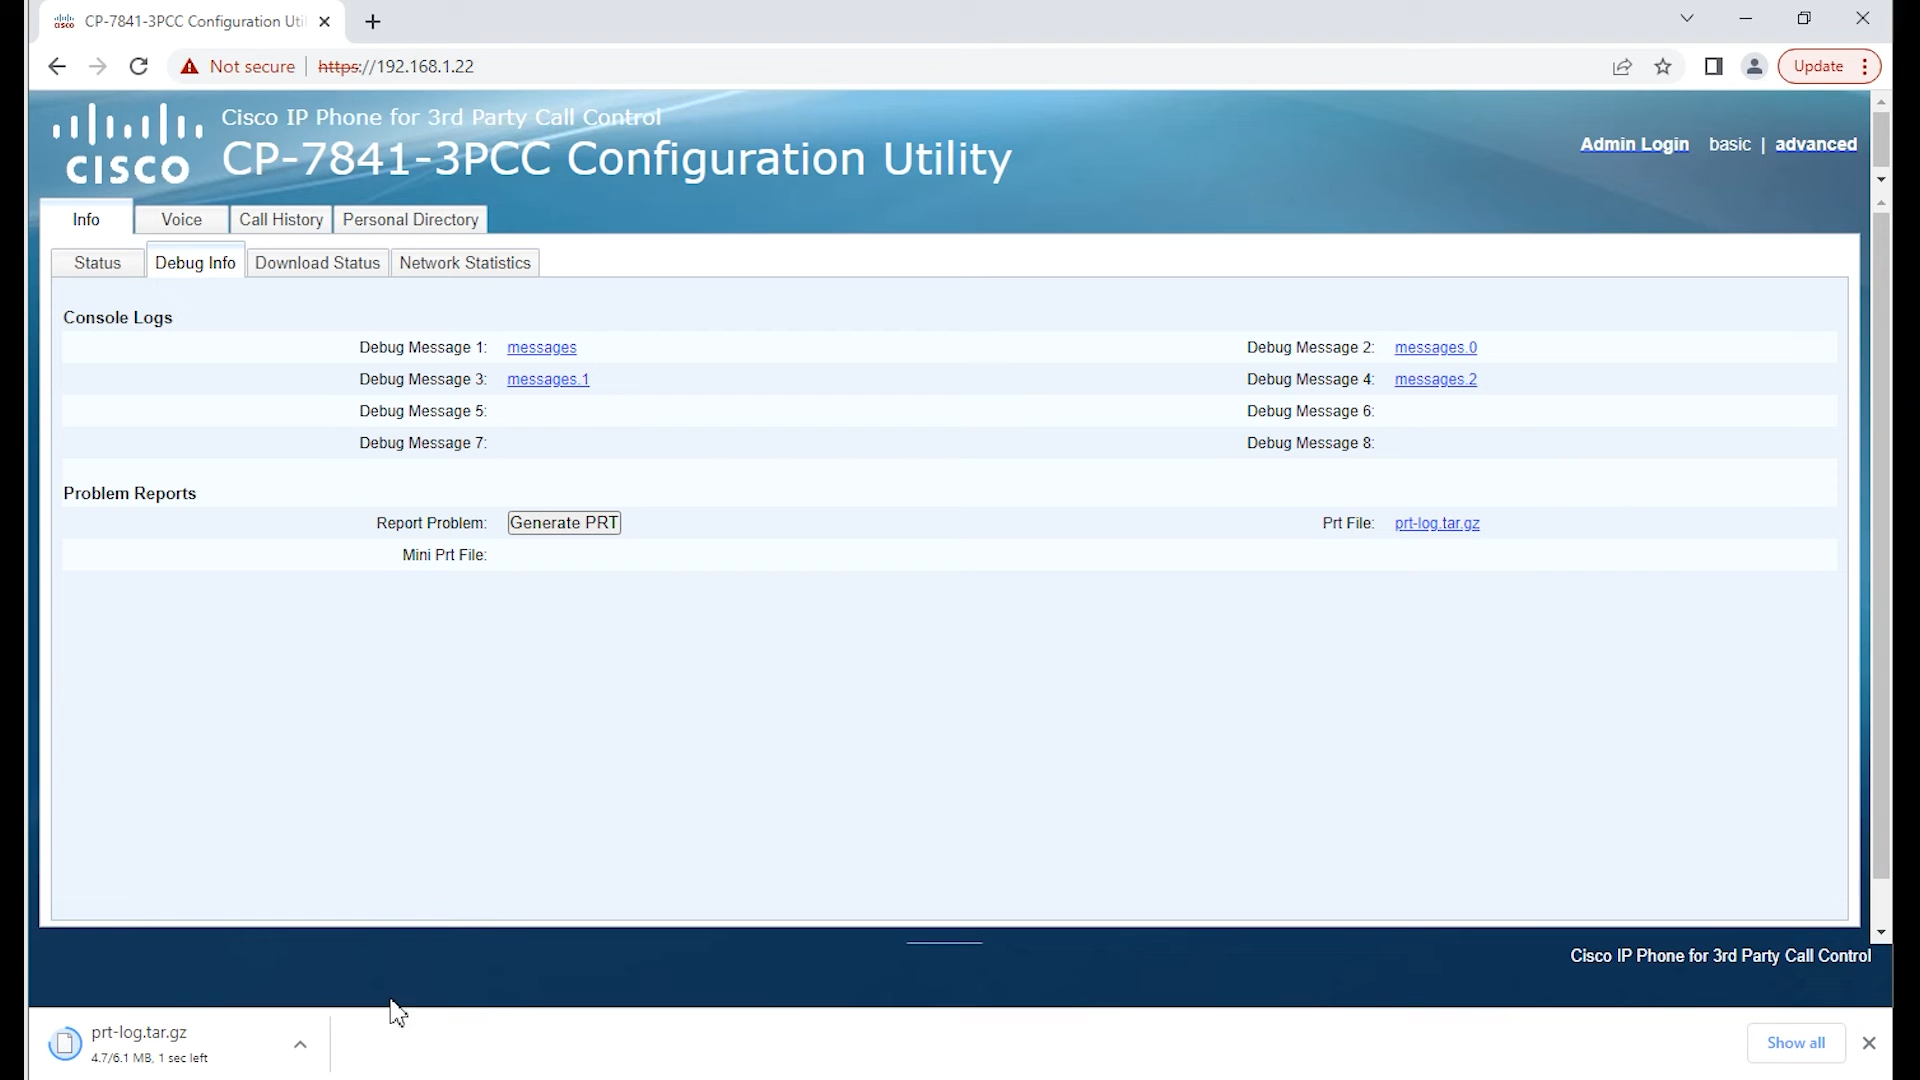 CP-7841-3PCC Configuration Uti
Not secure
https://192.168.1.22
Update
CISCO
Cisco IP Phone for 3rd Party Call Control
CP-7841-3PCC Configuration Utility
Admin Login basic | advanced
Info Voice Call History Personal Directory
Status Debug Info Download Status Network Statistics
Console Logs
Debug Message 1: messages Debug Message 2: messages.0
Debug Message 3: messages.1 Debug Message 4: messages.2
Debug Message 5: Debug Message 6:
Debug Message 7: Debug Message 8:
Problem Reports
Report Problem: Generate PRT Prt File: prt-log.tar.gz
Mini Prt File:
Cisco IP Phone for 3rd Party Call Control
prt-log.tar.gz
4.7/6.1 MB, 1 sec left
Show all